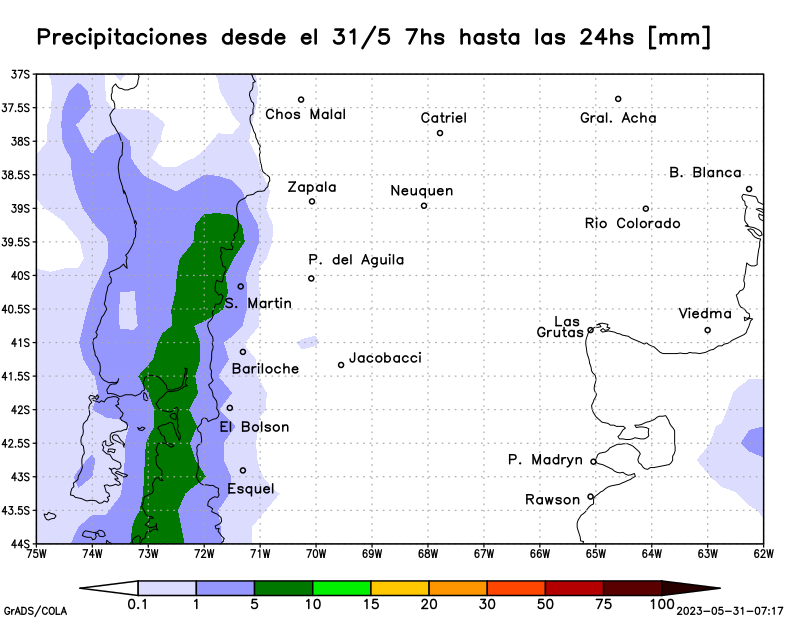 Precipitaciones desde el 31/5 7hs hasta las 24hs [mm]
37S
37.5S
38S
38.5S
39S
39.5S
40S
40.5S
41S
41.5S
42S
42.5S
43S
43.5S
44S
Chos Malal
Catriel
Gral. Acha
B. Blanca
Zapala
Neuquen
Rio Colorado
P. del Aguila
S. Martin
Las
Grutas
Viedma
Bariloche
Jacobacci
El Bolson
P. Madryn
Esquel
Rawson
75W 74W 73W 72W 71W 70W 69W 68W 67W 66W 65W 64W 63W 62W
0.1 1 5 10 15 20 30 50 75 100
GrADS/COLA
2023-05-31-07:17